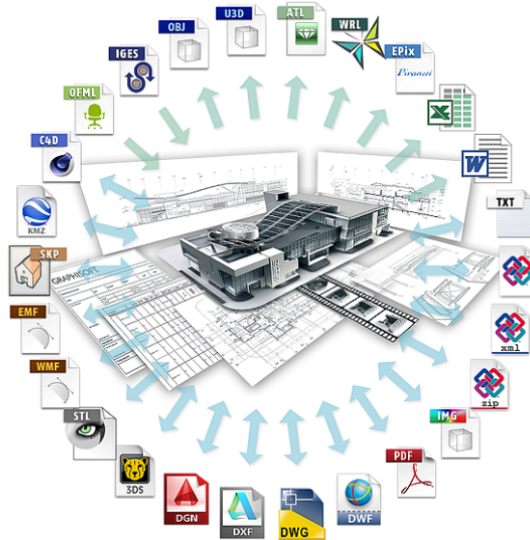 U3D
ATL
WRL
EPix
Piranesi
OBJ
IGES
OFML
C4D
KMZ
SKP
GRAPHISOFT
EMF
WMF
STL
3DS
DGN
DXF
DWG
DWF
PDF
IMG
zip
xml
TXT
W
X